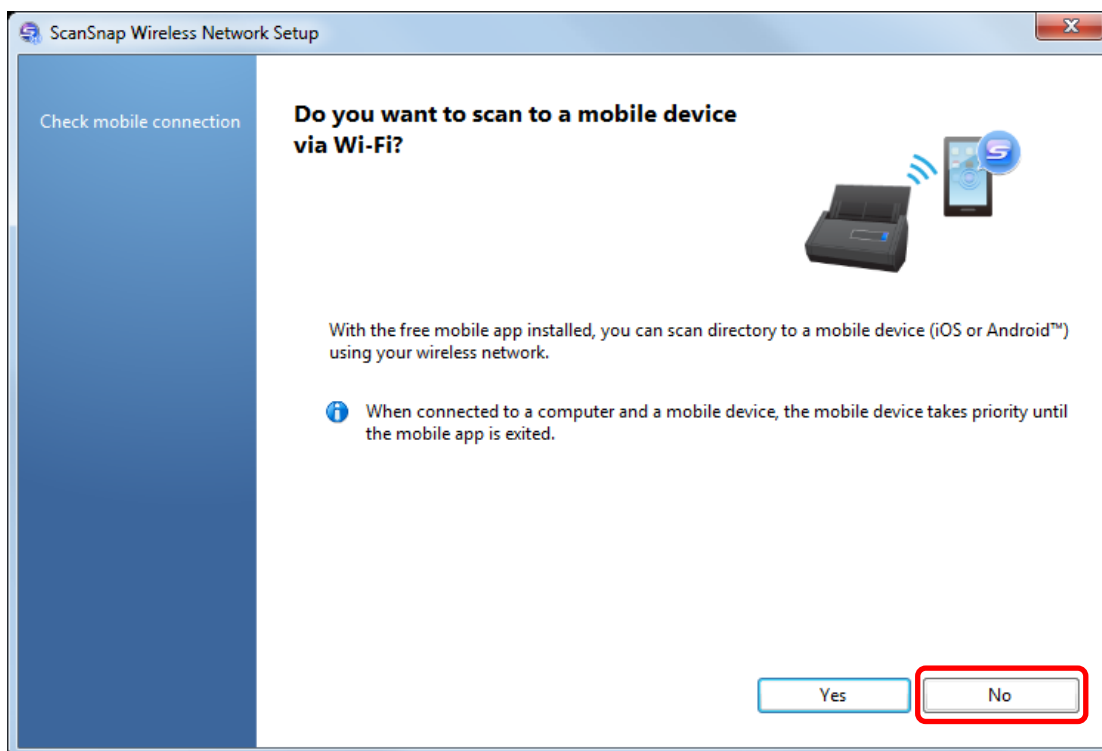 ScanSnap Wireless Network Setup
Check mobile connection
Do you want to scan to a mobile device
via Wi-Fi?
With the free mobile app installed, you can scan directory to a mobile device (iOS or Android™)
using your wireless network.
When connected to a computer and a mobile device, the mobile device takes priority until
the mobile app is exited.
Yes
No